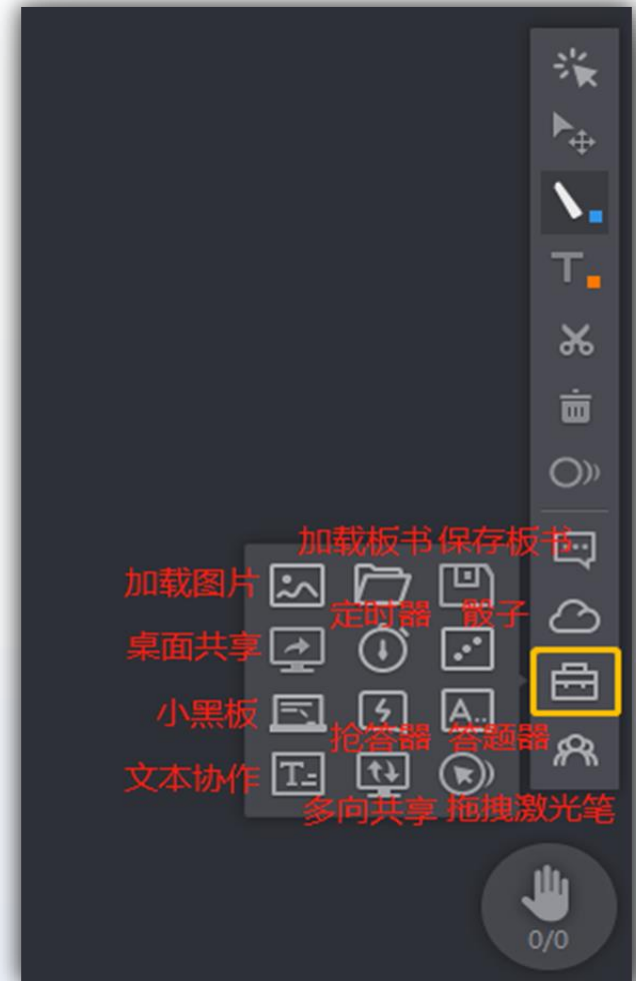 加载板书 保存板书
加载图片
定时器 骰子
桌面共享
小黑板
抢答器 答题器
文本协作
多向共享 拖拽激光笔
0/0